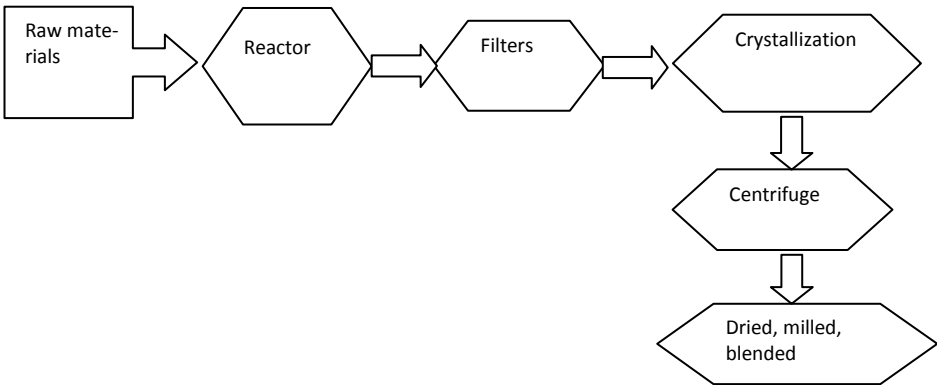 Raw mate-
rials
Reactor
Filters
Crystallization
Centrifuge
Dried, milled,
blended